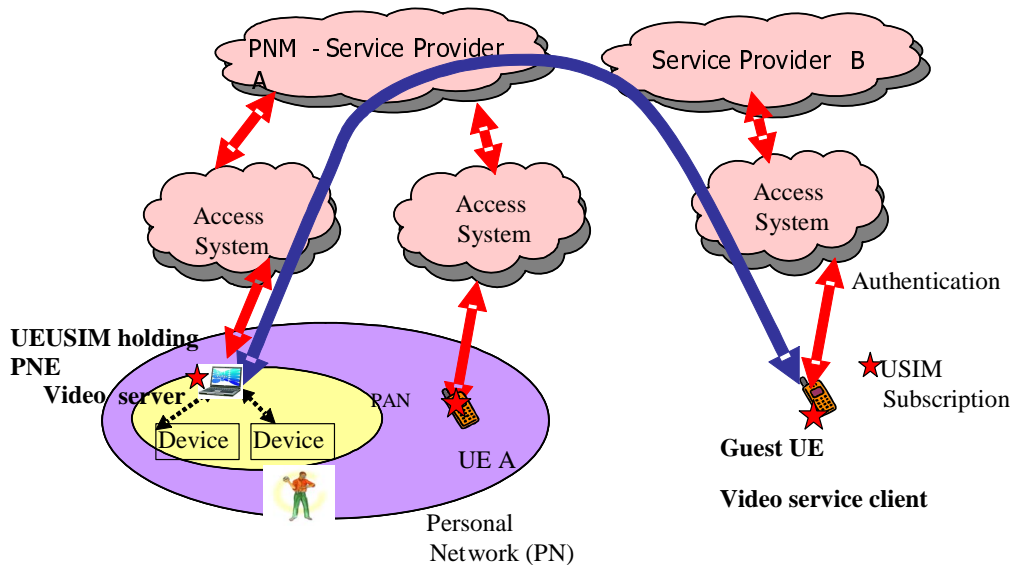 PNM - Service Provider
A
Service Provider B
Access
System
Access
System
Access
System
Authentication
UEUSIM holding
PNE
Video server
PAN
USIM
Subscription
Device
Device
UE A
Guest UE
Video service client
Personal
Network (PN)